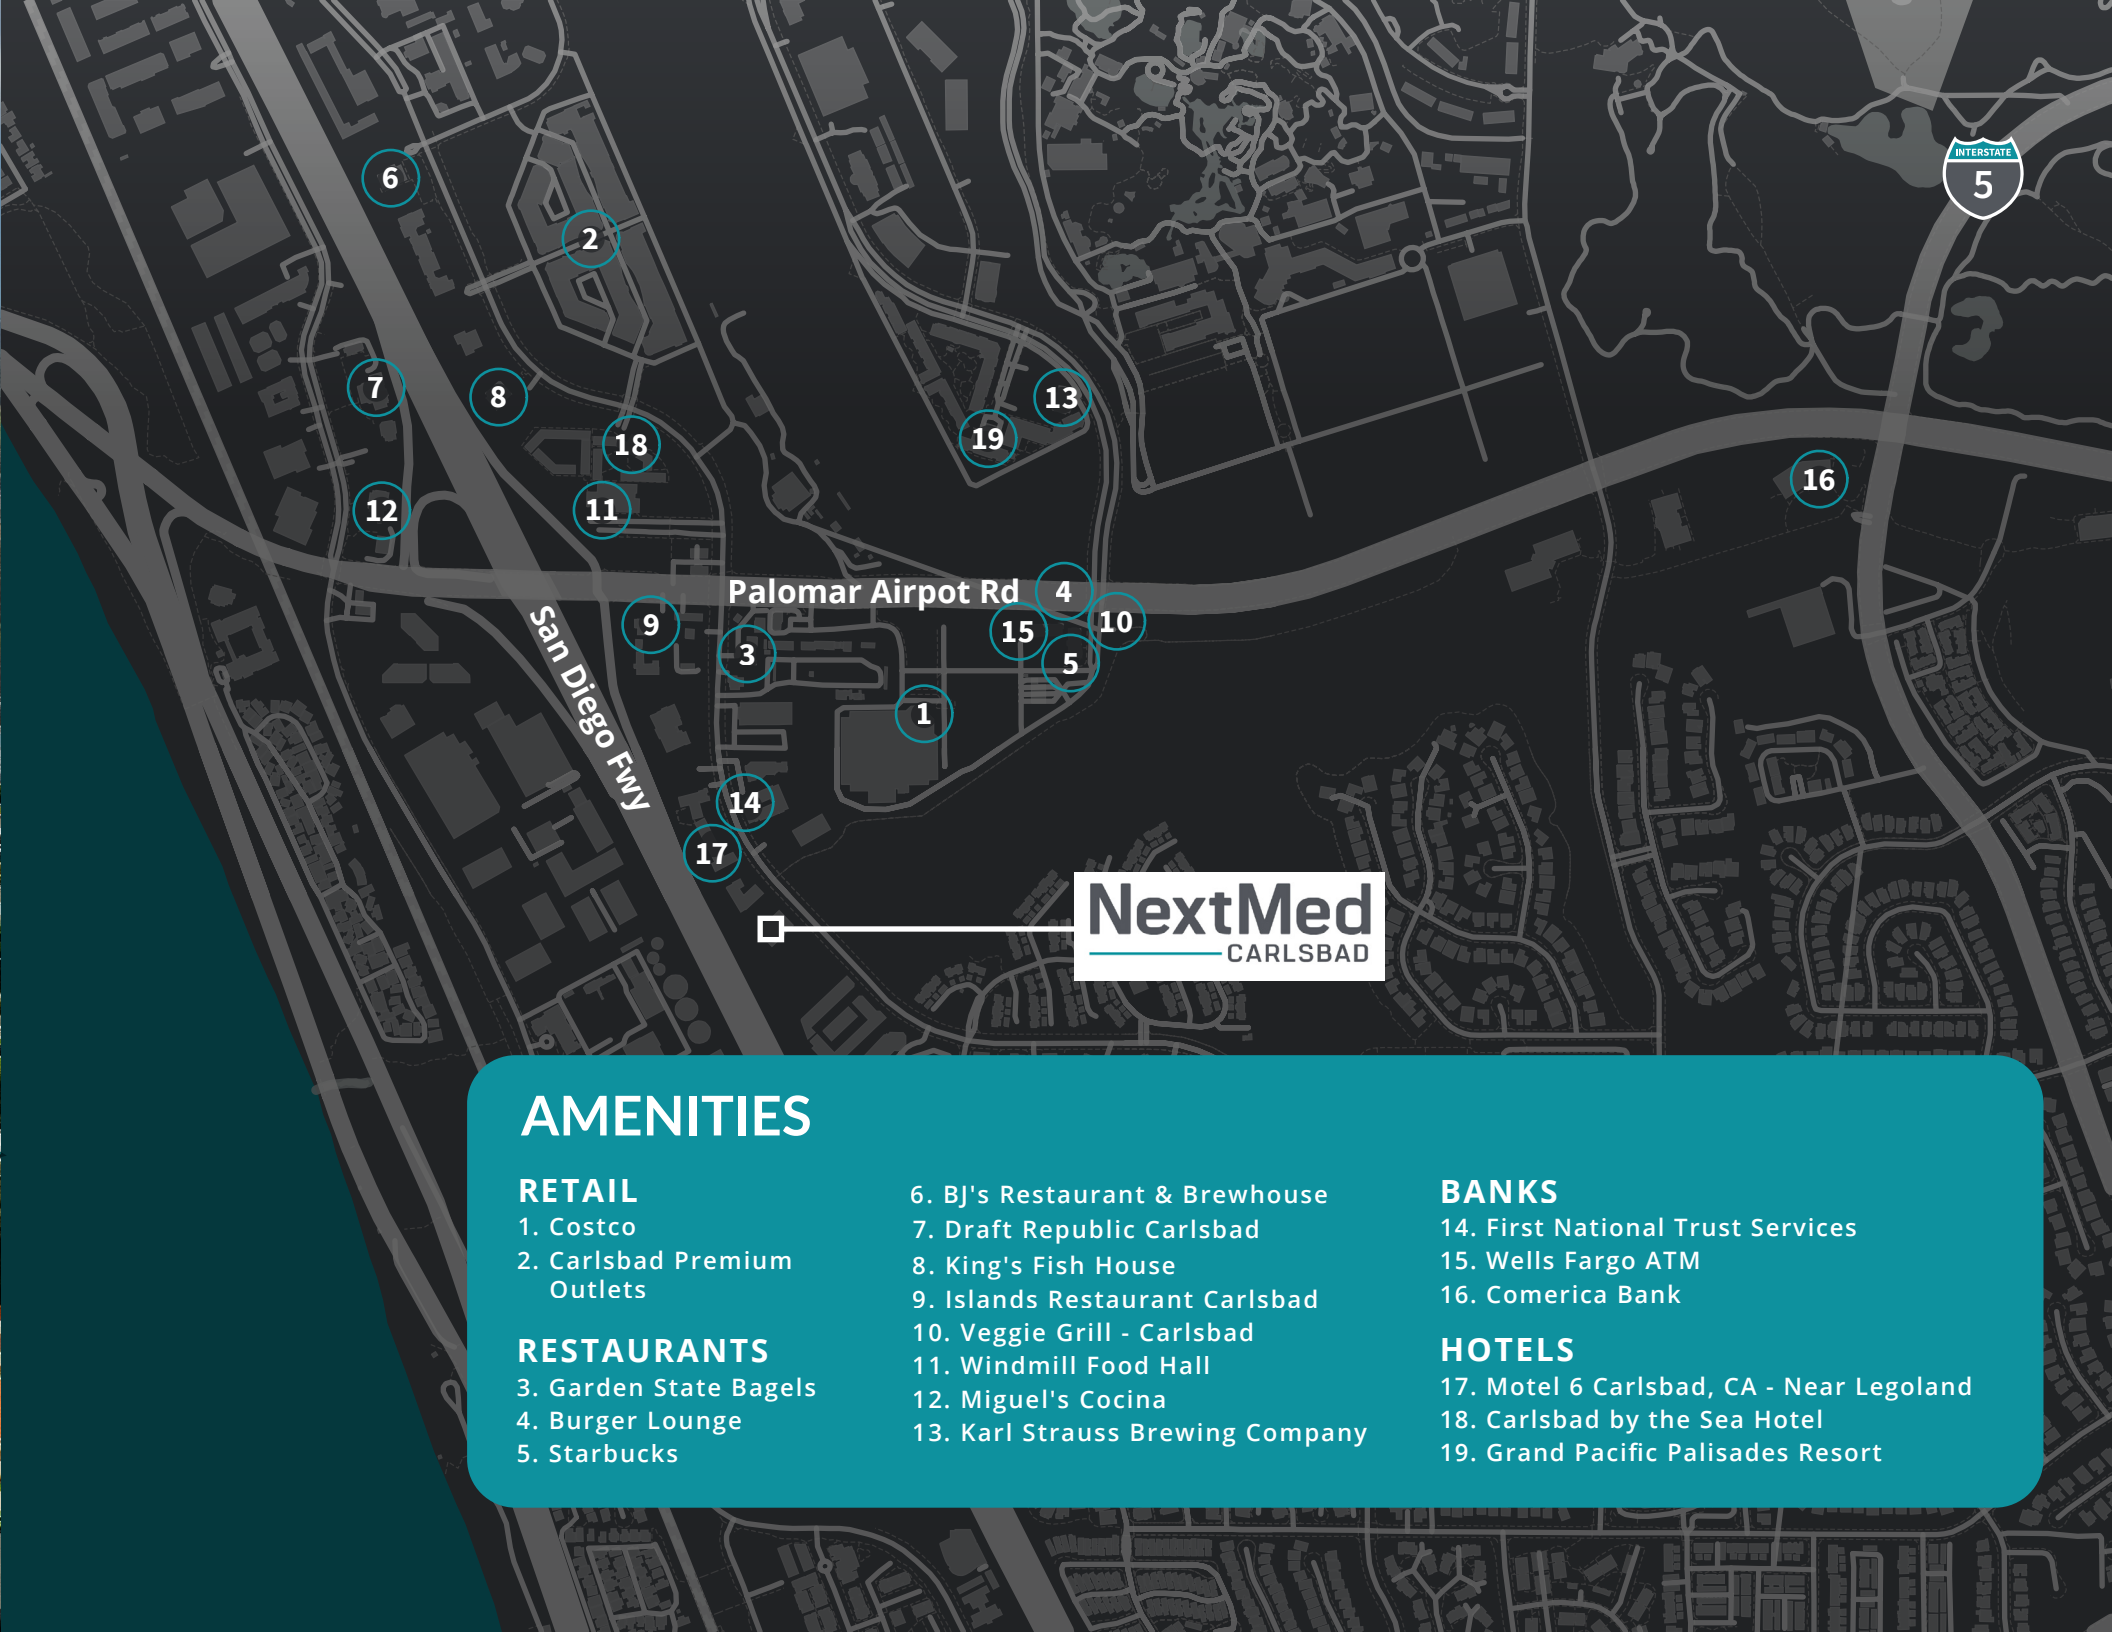 6
INTERSTATE
5
2
7
8
13
18
19
16
12
11
Palomar Airpot Rd
4
9
10
15
3
5
San Diego Fwy
1
14
17
NextMed
CARLSBAD
AMENITIES
RETAIL
1. Costco
2. Carlsbad Premium
Outlets
RESTAURANTS
3. Garden State Bagels
4. Burger Lounge
5. Starbucks
6. BJ's Restaurant & Brewhouse
7. Draft Republic Carlsbad
8. King's Fish House
9. Islands Restaurant Carlsbad
10. Veggie Grill - Carlsbad
11. Windmill Food Hall
12. Miguel's Cocina
13. Karl Strauss Brewing Company
BANKS
14. First National Trust Services
15. Wells Fargo ATM
16. Comerica Bank
HOTELS
17. Motel 6 Carlsbad, CA - Near Legoland
18. Carlsbad by the Sea Hotel
19. Grand Pacific Palisades Resort